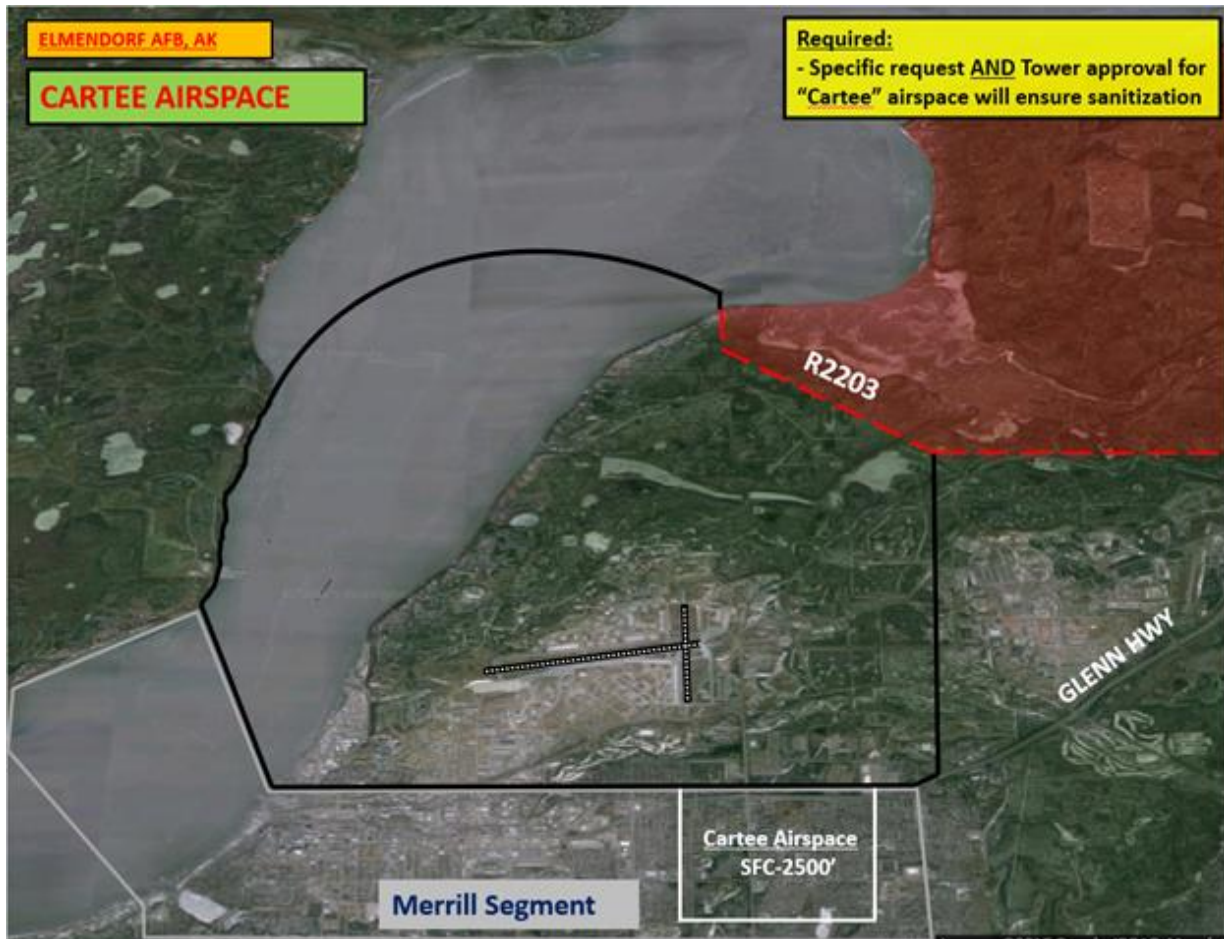 ELMENDORF AFB, AK
CARTEE AIRSPACE
Required:
- Specific request AND Tower approval for
“Cartee” airspace will ensure sanitization
R2203
GLENN HWY
Cartee Airspace
SFC-2500'
Merrill Segment